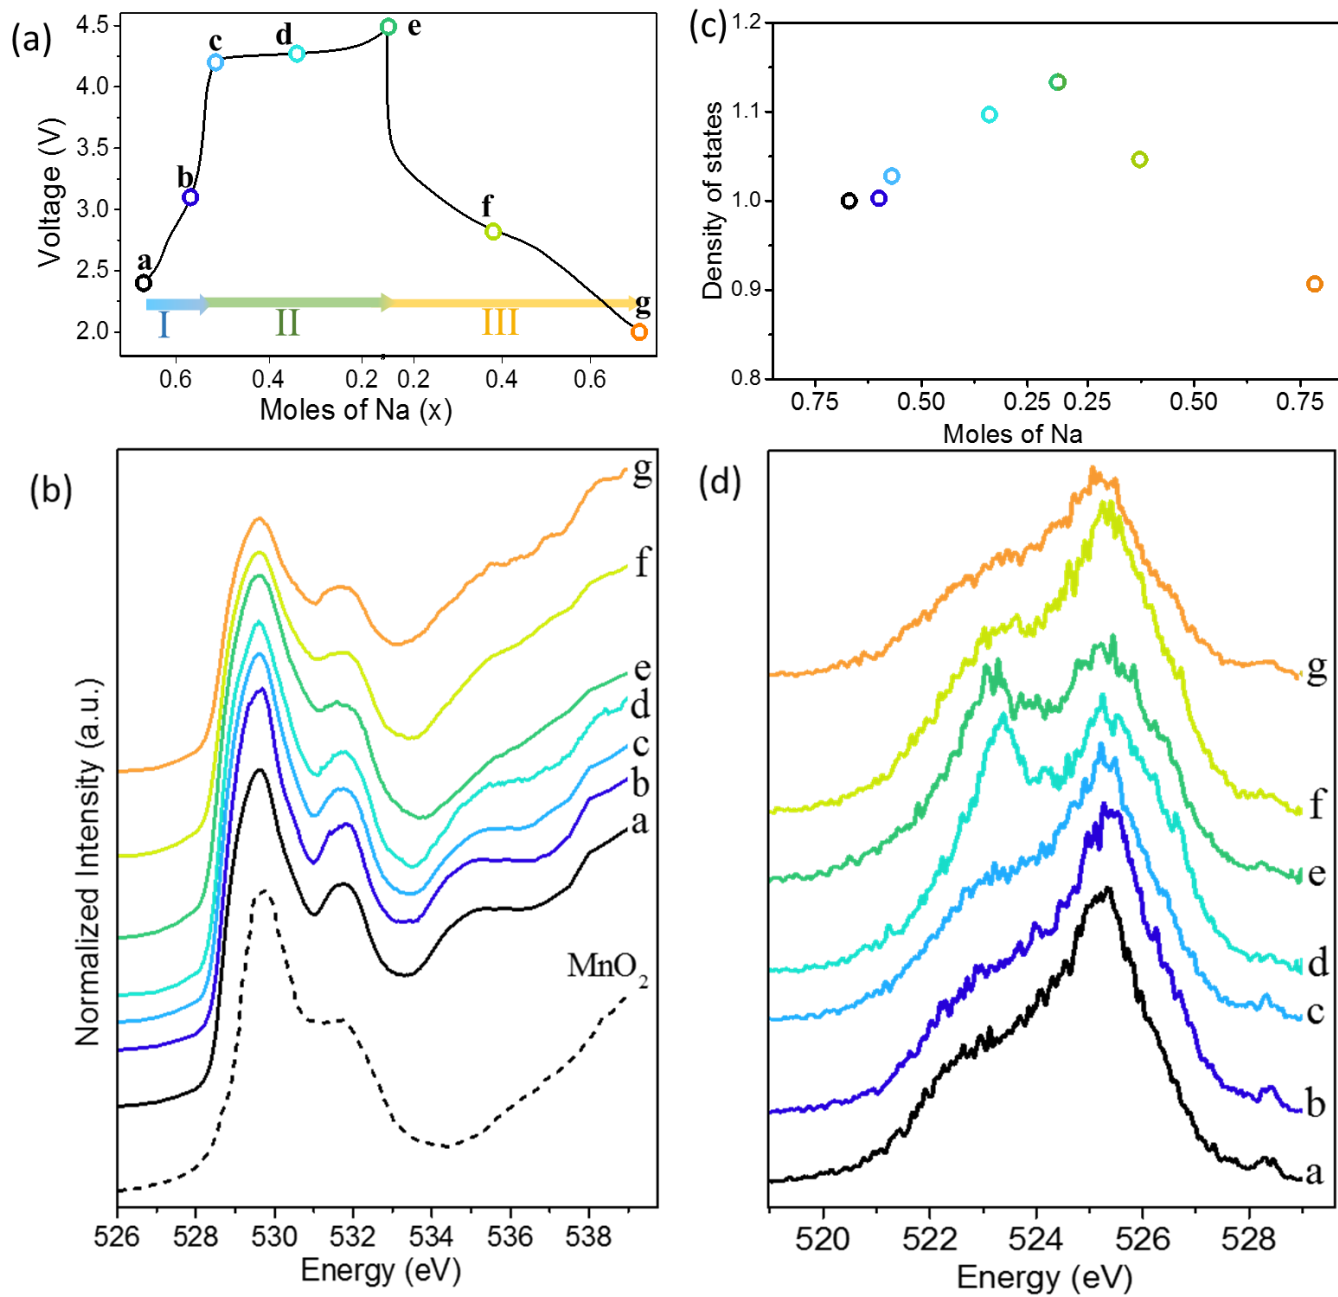 (a)
4.5
4.0
3.5
3.0
2.5
2.0
Voltage (V)
a
b
c
d
e
f
g
I
II
III
0.6
0.4
0.2
0.2
0.4
0.6
Moles of Na (x)
(c)
1.2
1.1
1.0
0.9
0.8
Density of states
0.75
0.50
0.25
0.25
0.50
0.75
Moles of Na
(b)
Normalized Intensity (a.u.)
g
f
e
d
c
b
a
MnO₂
526
528
530
532
534
536
538
Energy (eV)
(d)
g
f
e
d
c
b
a
520
522
524
526
528
Energy (eV)